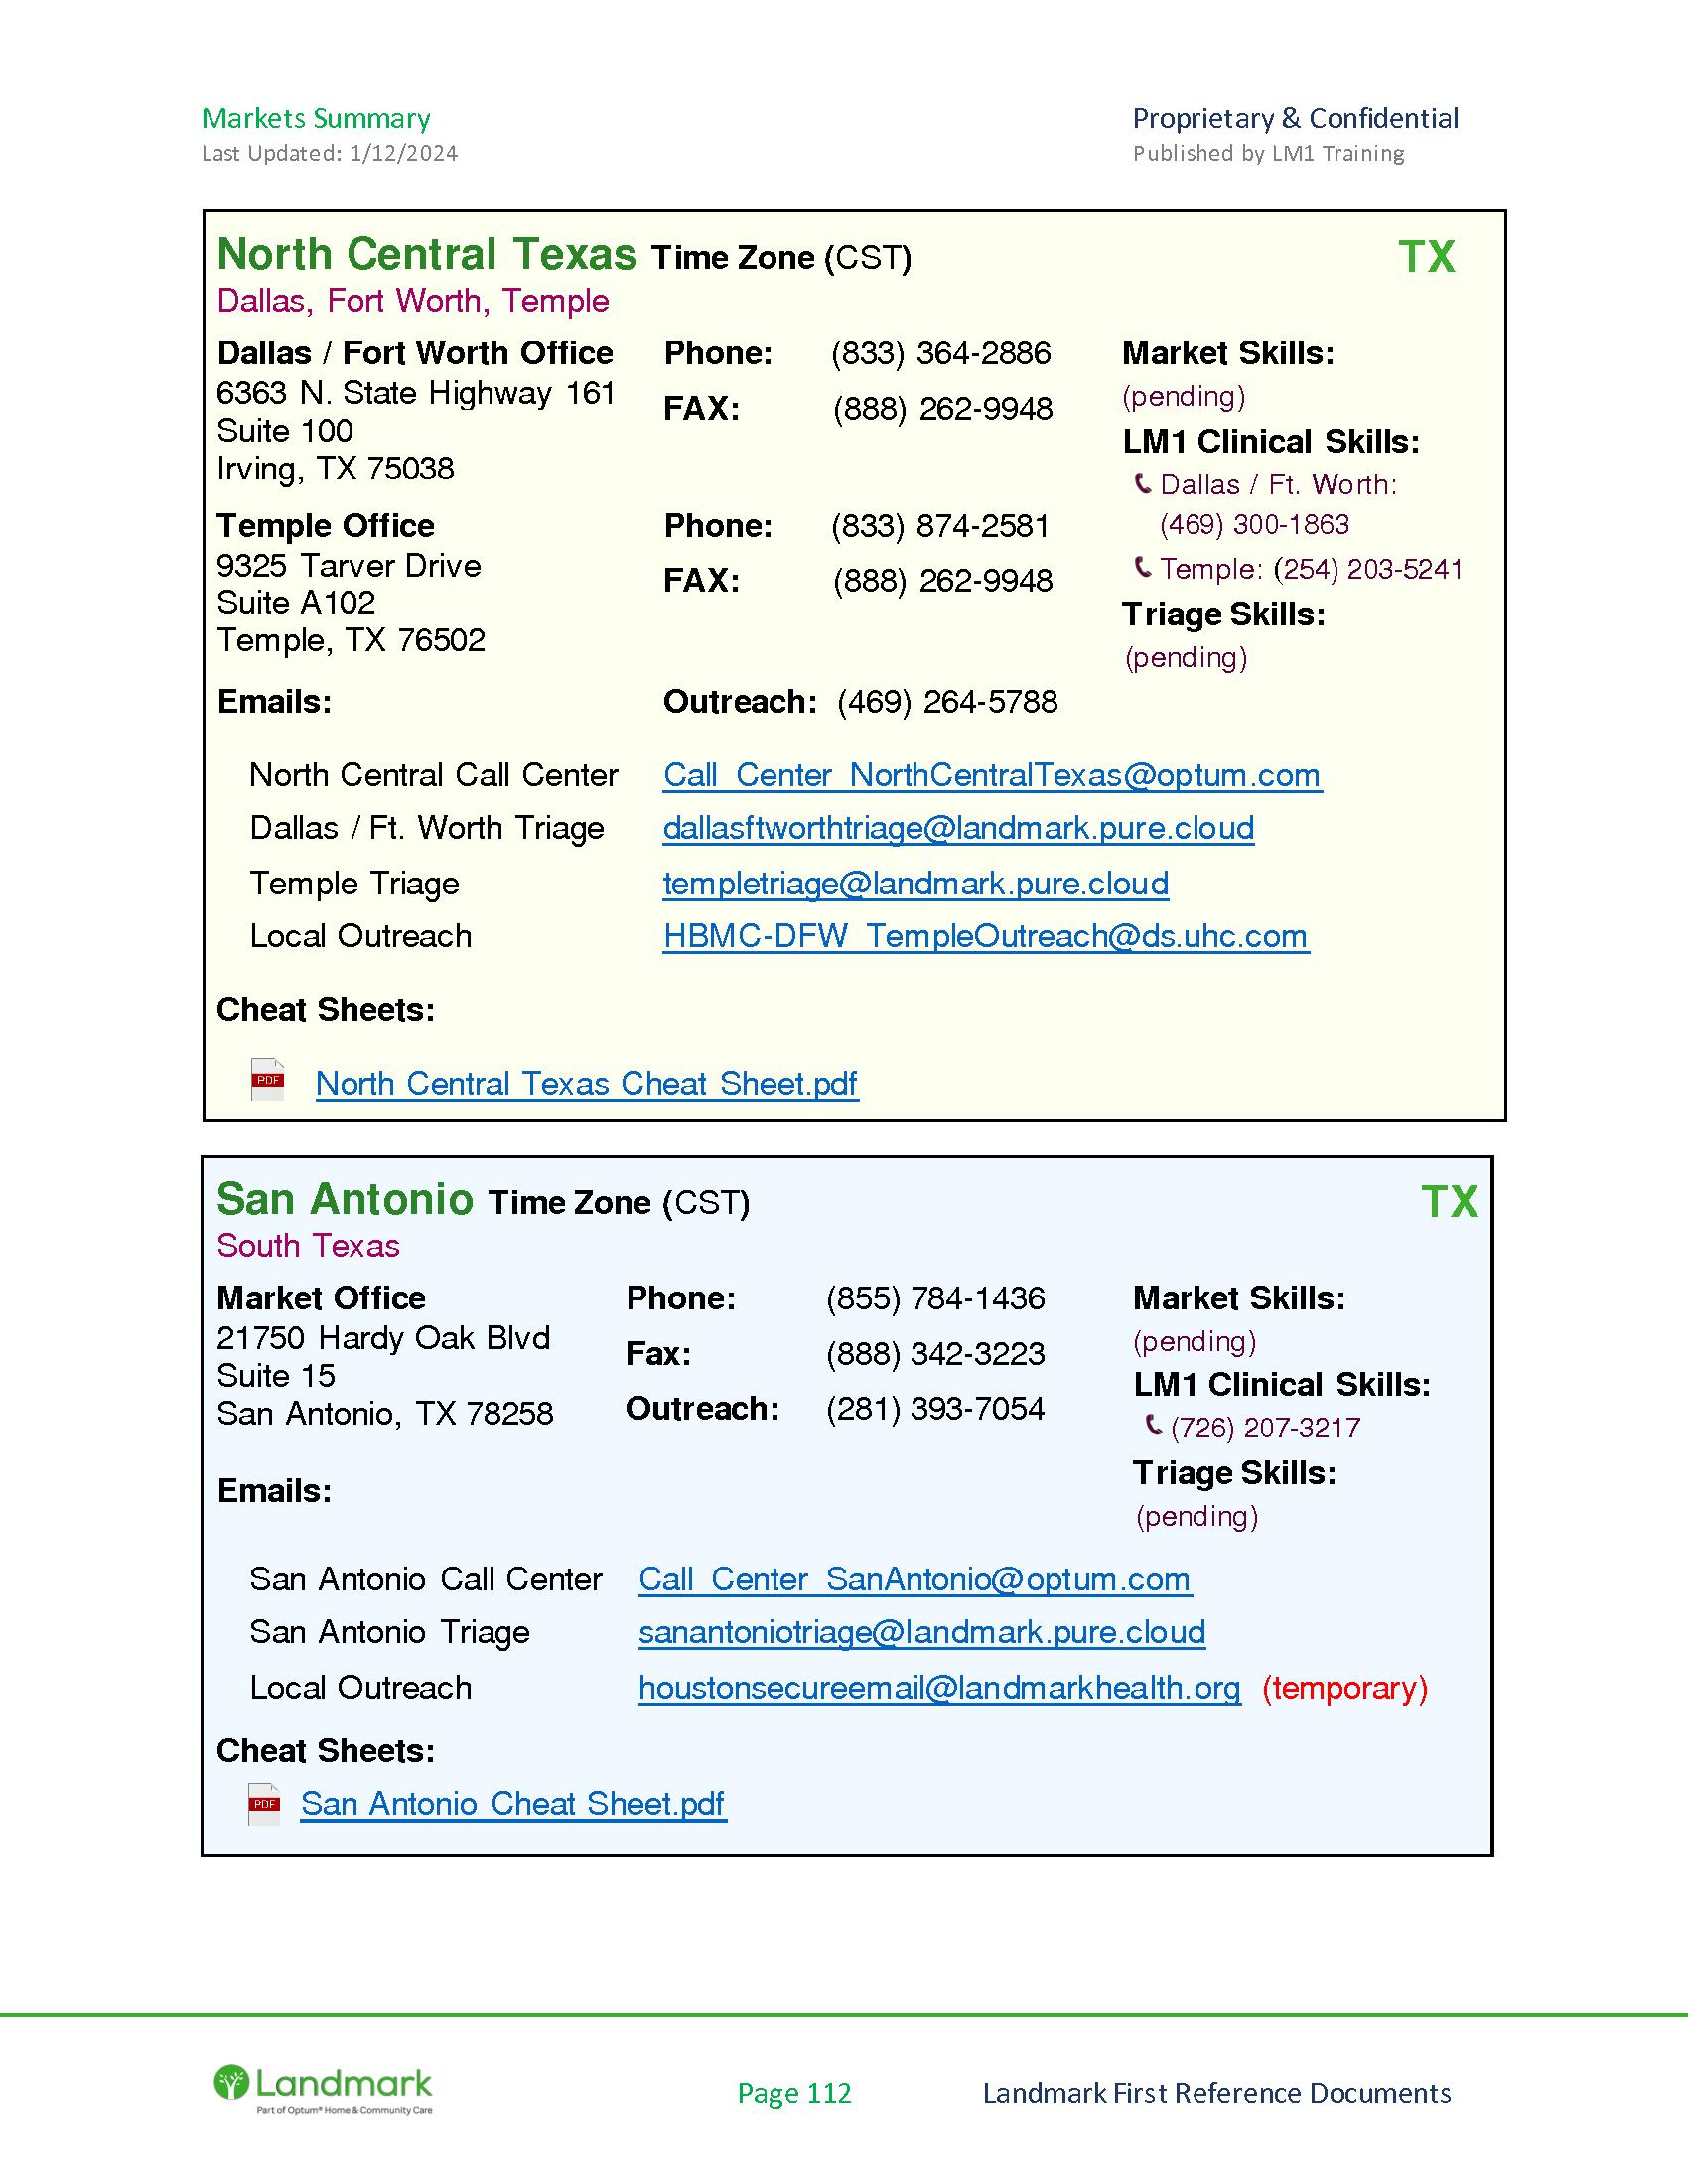 Markets Summary
Proprietary & Confidential
Last Updated: 1/12/2024
Published by LM1 Training
North Central Texas Time Zone (CST)
TX
Dallas, Fort Worth, Temple
Dallas / Fort Worth Office
6363 N. State Highway 161
Suite 100
Irving, TX 75038
Phone: (833) 364-2886
FAX: (888) 262-9948
Temple Office
9325 Tarver Drive
Suite A102
Temple, TX 76502
Phone: (833) 874-2581
FAX: (888) 262-9948
Market Skills:
(pending)
LM1 Clinical Skills:
Dallas / Ft. Worth:
(469) 300-1863
Temple: (254) 203-5241
Triage Skills:
(pending)
Emails:
Outreach: (469) 264-5788
North Central Call Center Call_Center_NorthCentralTexas@optum.com
Dallas / Ft. Worth Triage dallasftworthtriage@landmark.pure.cloud
Temple Triage templetriage@landmark.pure.cloud
Local Outreach HBMC-DFW_TempleOutreach@ds.uhc.com
Cheat Sheets:
PDF North Central Texas Cheat Sheet.pdf
San Antonio Time Zone (CST)
TX
South Texas
Market Office
21750 Hardy Oak Blvd
Suite 15
San Antonio, TX 78258
Phone: (855) 784-1436
Fax: (888) 342-3223
Outreach: (281) 393-7054
Market Skills:
(pending)
LM1 Clinical Skills:
(726) 207-3217
Triage Skills:
(pending)
Emails:
San Antonio Call Center Call_Center_SanAntonio@optum.com
San Antonio Triage sanantoniotriage@landmark.pure.cloud
Local Outreach houstonsecureemail@landmarkhealth.org (temporary)
Cheat Sheets:
PDF San Antonio Cheat Sheet.pdf
Landmark
Part of Optum® Home & Community Care
Page 112
Landmark First Reference Documents